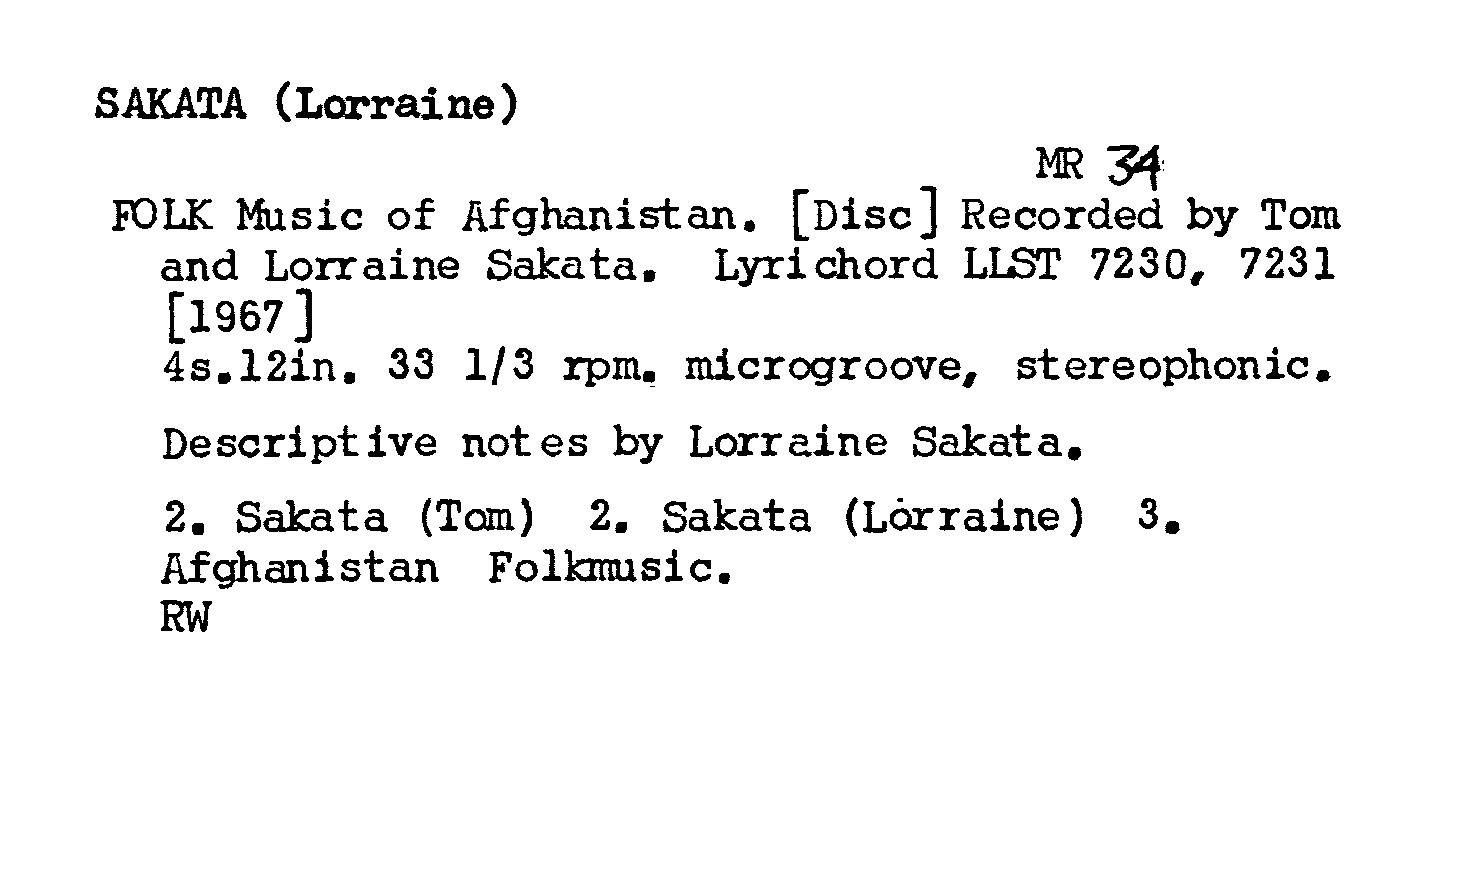 SAKATA (Lorraine)
MR 34
FOLK Music of Afghanistan. [Disc] Recorded by Tom
and Lorraine Sakata. Lyrichord LLST 7230, 7231
[1967]
4s.12in. 33 1/3 rpm. microgroove, stereophonic.
Descriptive notes by Lorraine Sakata.
2. Sakata (Tom) 2. Sakata (Lorraine) 3.
Afghanistan Folkmusic.
RW